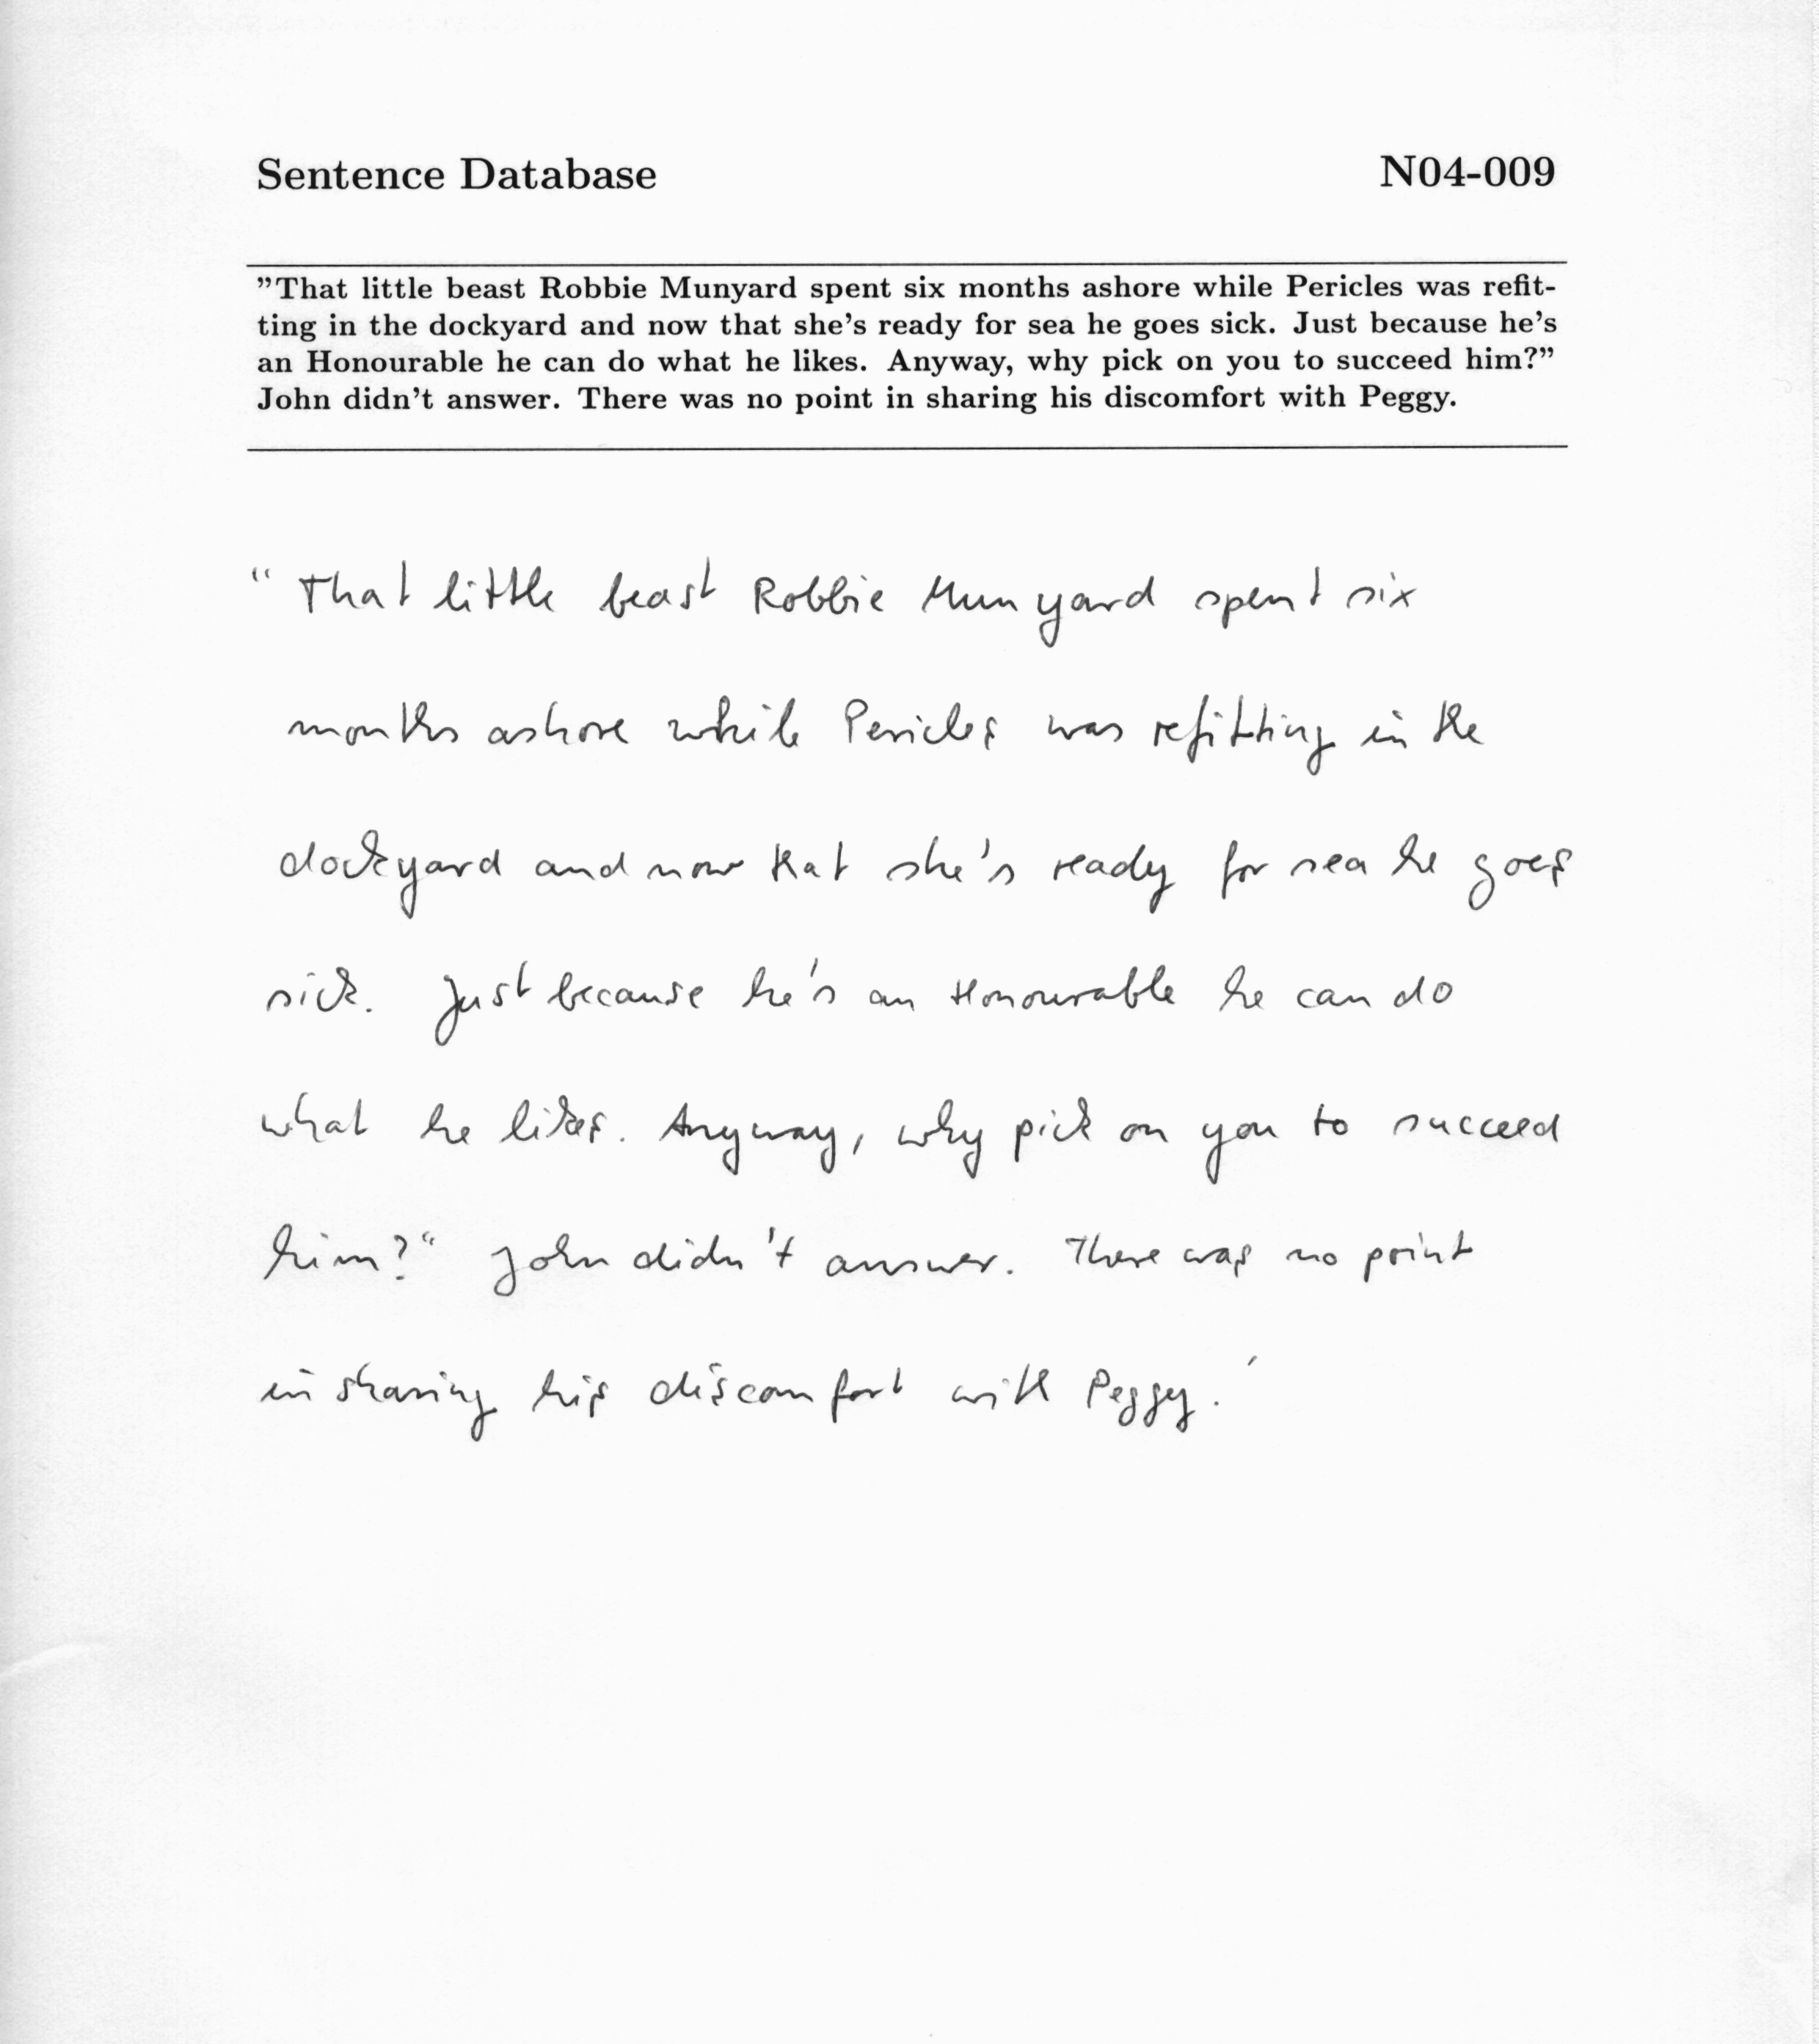 Sentence Database N04-009
”That little beast Robbie Munyard spent six months ashore while Pericles was refit-
ting in the dockyard and now that she's ready for sea he goes sick. Just because he's
an Honourable he can do what he likes. Anyway, why pick on you to succeed him?”
John didn't answer. There was no point in sharing his discomfort with Peggy.
“That little beast Robbie Munyard spent six
months ashore while Pericles was refitting in the
dockyard and now that she's ready for sea he goes
sick. Just because he's an Honourable he can do
what he likes. Anyway, why pick on you to succeed
him?“ John didn't answer. There was no point
in sharing his discomfort with Peggy.